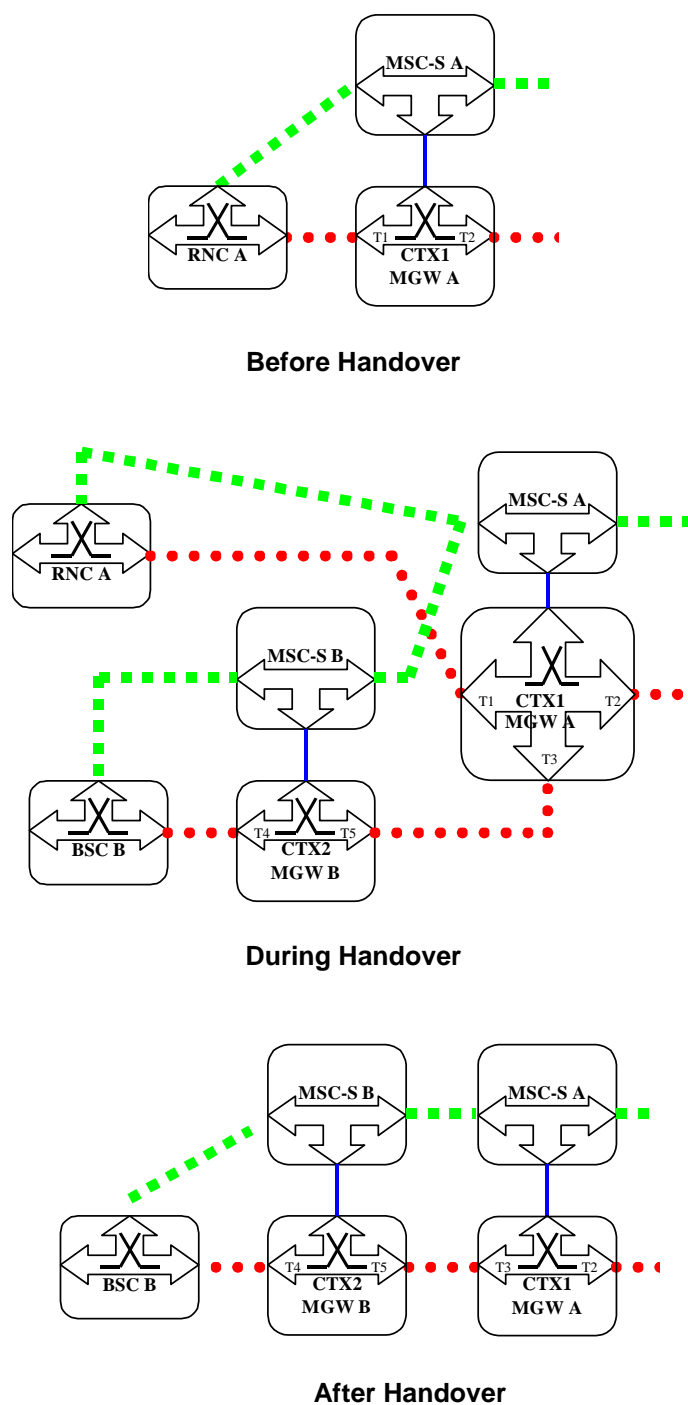 MSC-S A
RNC A
T1
T2
CTX1
MGW A
Before Handover
MSC-S A
RNC A
MSC-S B
CTX1
T1
T2
MGW A
T3
BSC B
T4
T5
CTX2
MGW B
During Handover
MSC-S B
MSC-S A
BSC B
T4
T5
CTX2
MGW B
T3
T2
CTX1
MGW A
After Handover